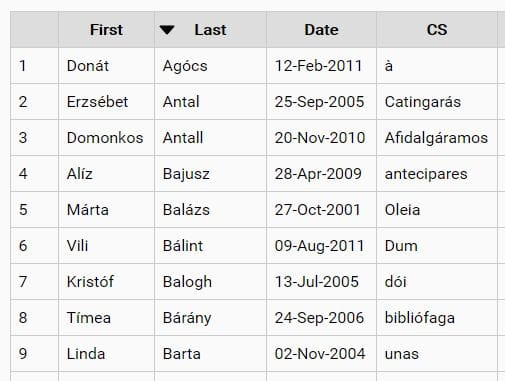 First Last Date CS
1 Donát Agócs 12-Feb-2011 à
2 Erzsébet Antal 25-Sep-2005 Catingarás
3 Domonkos Antall 20-Nov-2010 Afidalgáramos
4 Alíz Bajusz 28-Apr-2009 antecipares
5 Márta Balázs 27-Oct-2001 Oleia
6 Vili Bálint 09-Aug-2011 Dum
7 Kristóf Balogh 13-Jul-2005 dói
8 Tímea Bárány 24-Sep-2006 bibliófaga
9 Linda Barta 02-Nov-2004 unas